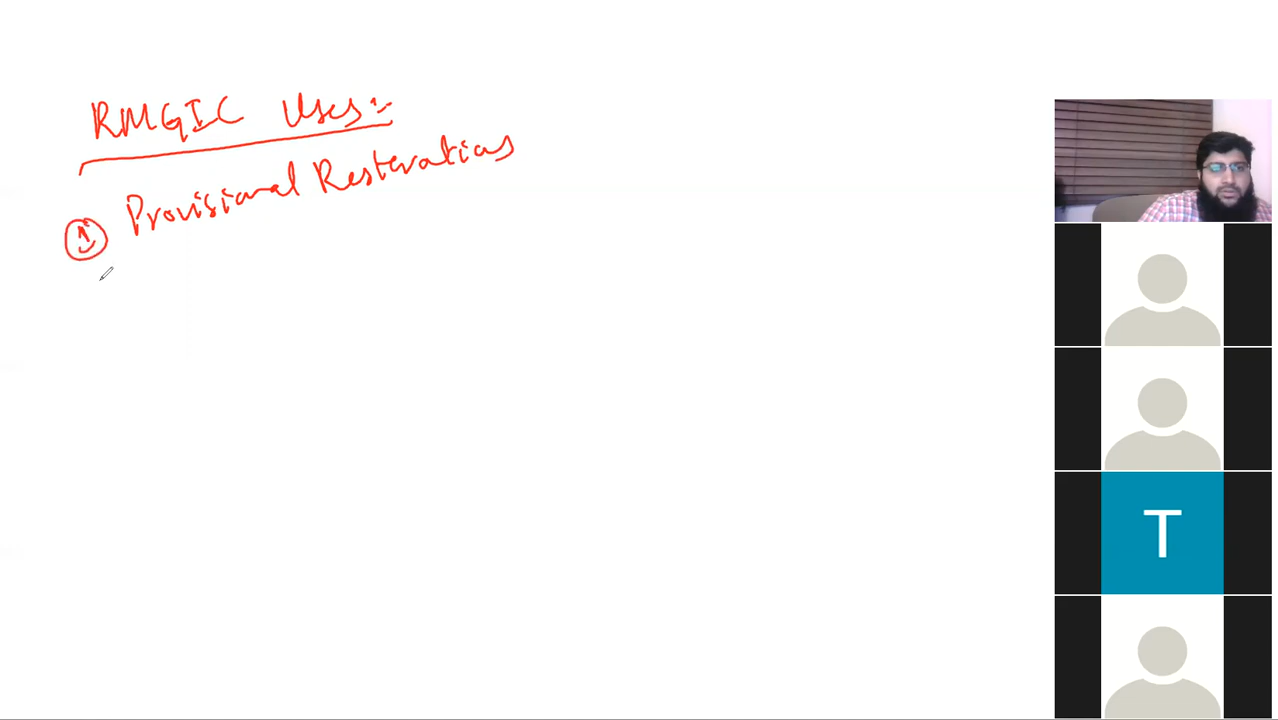 RMGIC Uses:-
① Provisional Restorations
T